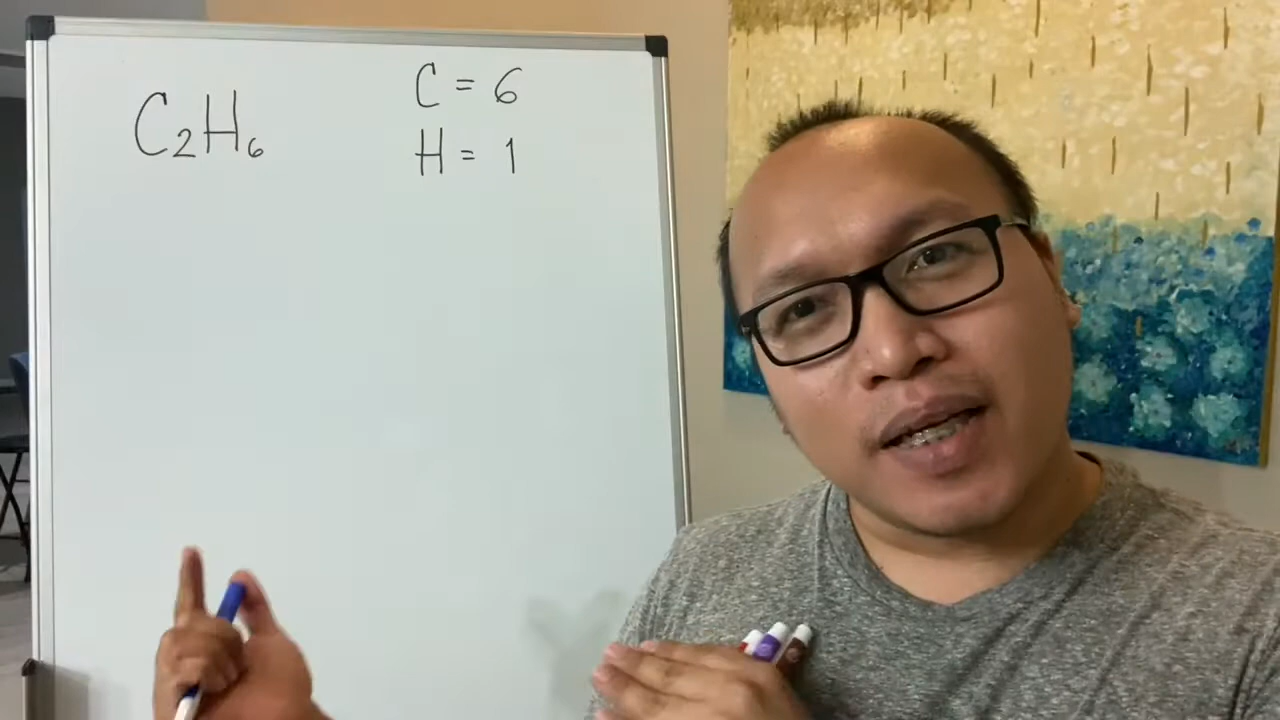 C₂H₆
C = 6
H = 1